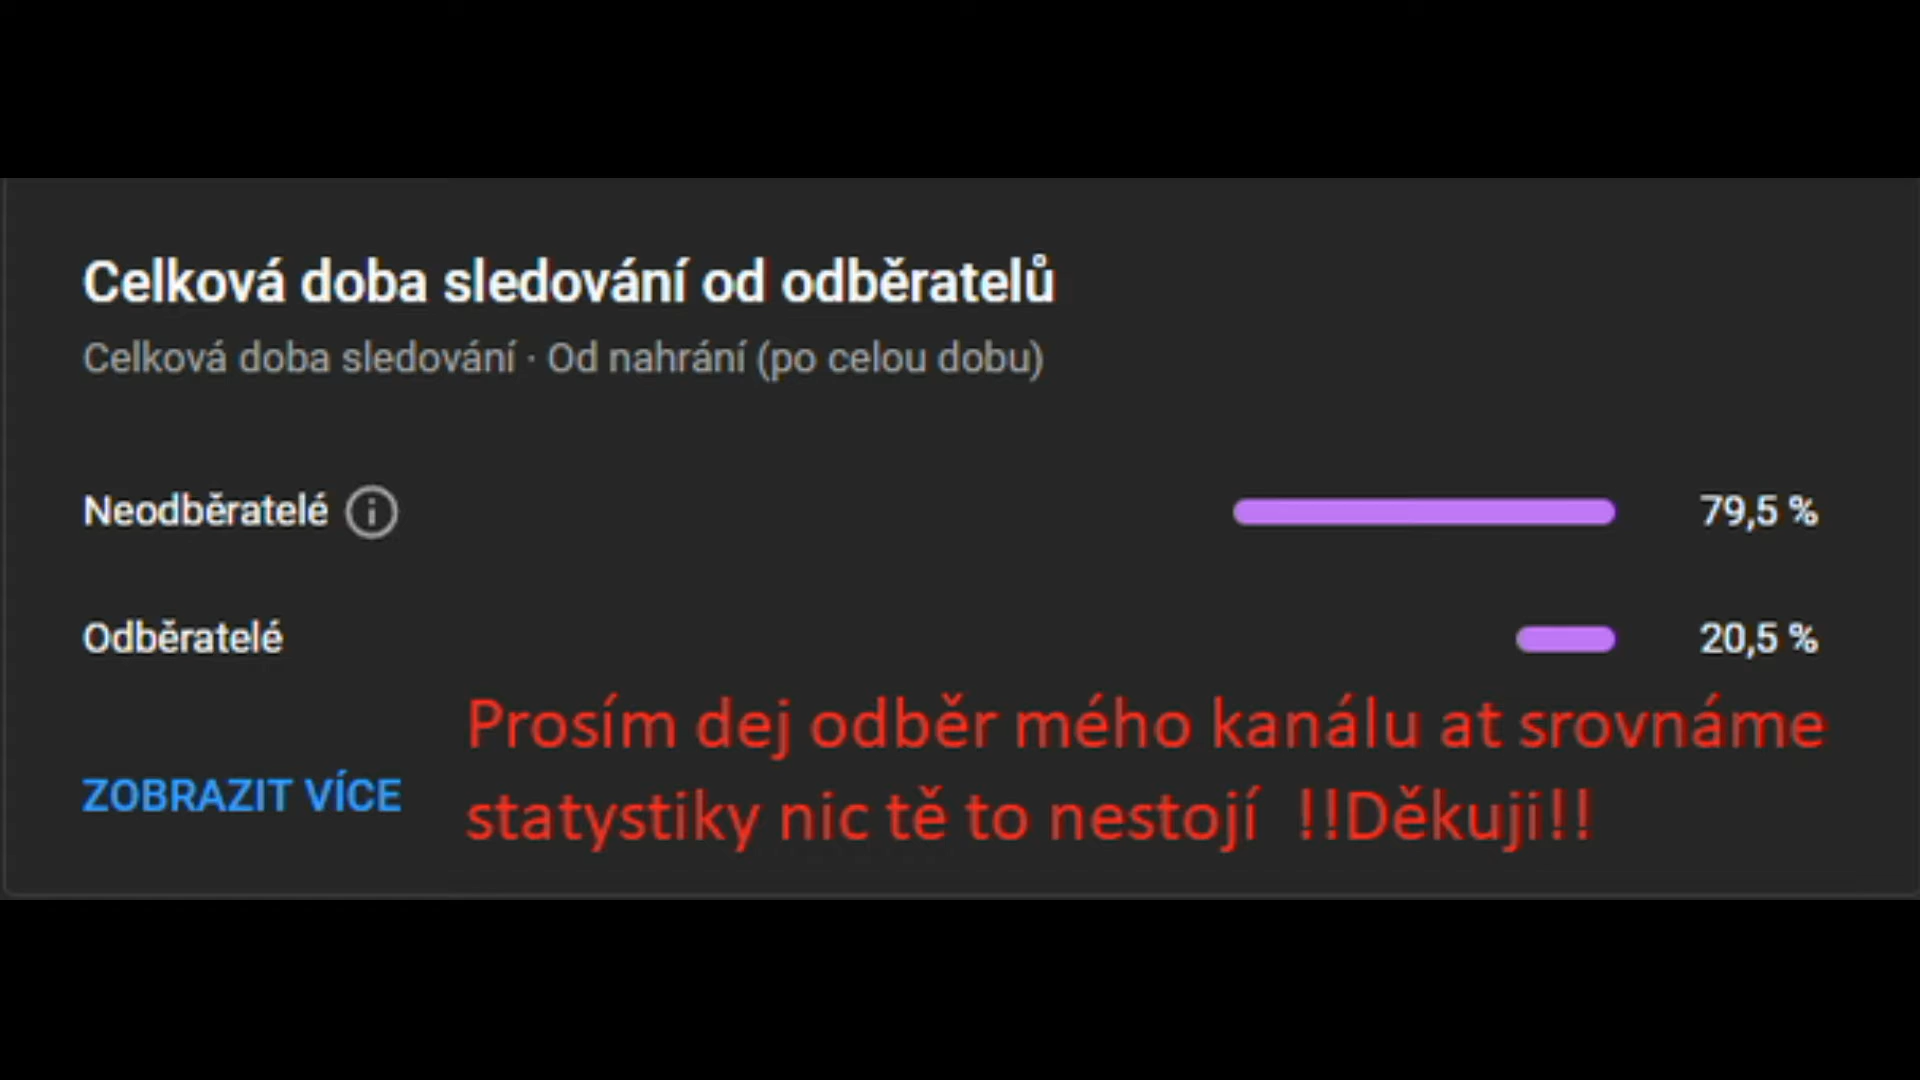 Celková doba sledování od odběratelů
Celková doba sledování · Od nahrání (po celou dobu)
Neodběratelé 79,5 %
Odběratelé 20,5 %
Prosím dej odběr mého kanálu at srovnáme
ZOBRAZIT VÍCE
statystiky nic tě to nestojí !!Děkuji!!